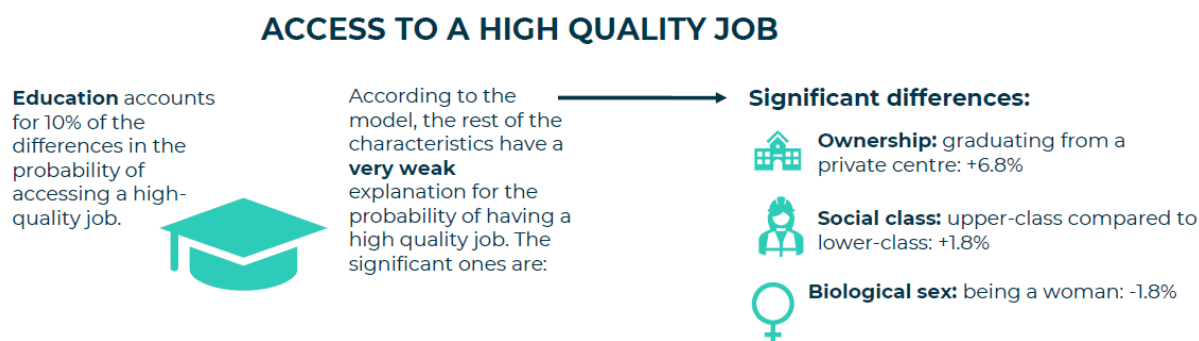 ACCESS TO A HIGH QUALITY JOB
Education accounts
for 10% of the
differences in the
probability of
accessing a high-
quality job.
According to the
model, the rest of the
characteristics have a
very weak
explanation for the
probability of having a
high quality job. The
significant ones are:
Significant differences:
Ownership: graduating from a
private centre: +6.8%
Social class: upper-class compared to
lower-class: +1.8%
Biological sex: being a woman: -1.8%